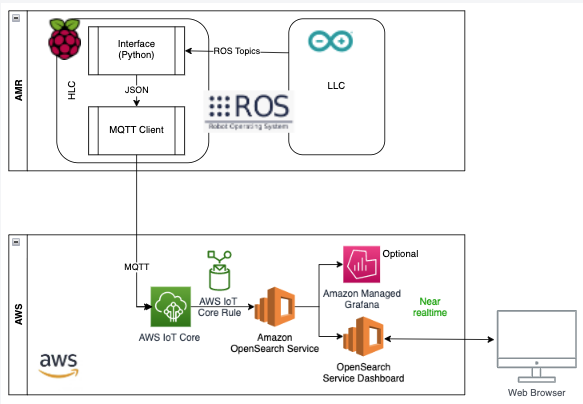 AMR
HLC
Interface
(Python)
JSON
MQTT Client
ROS Topics
ROS
Robot Operating System
LLC
AWS
MQTT
AWS IoT Core
AWS IoT
Core Rule
Amazon
OpenSearch Service
Optional
Amazon Managed
Grafana
OpenSearch
Service Dashboard
Near
realtime
Web Browser
aws